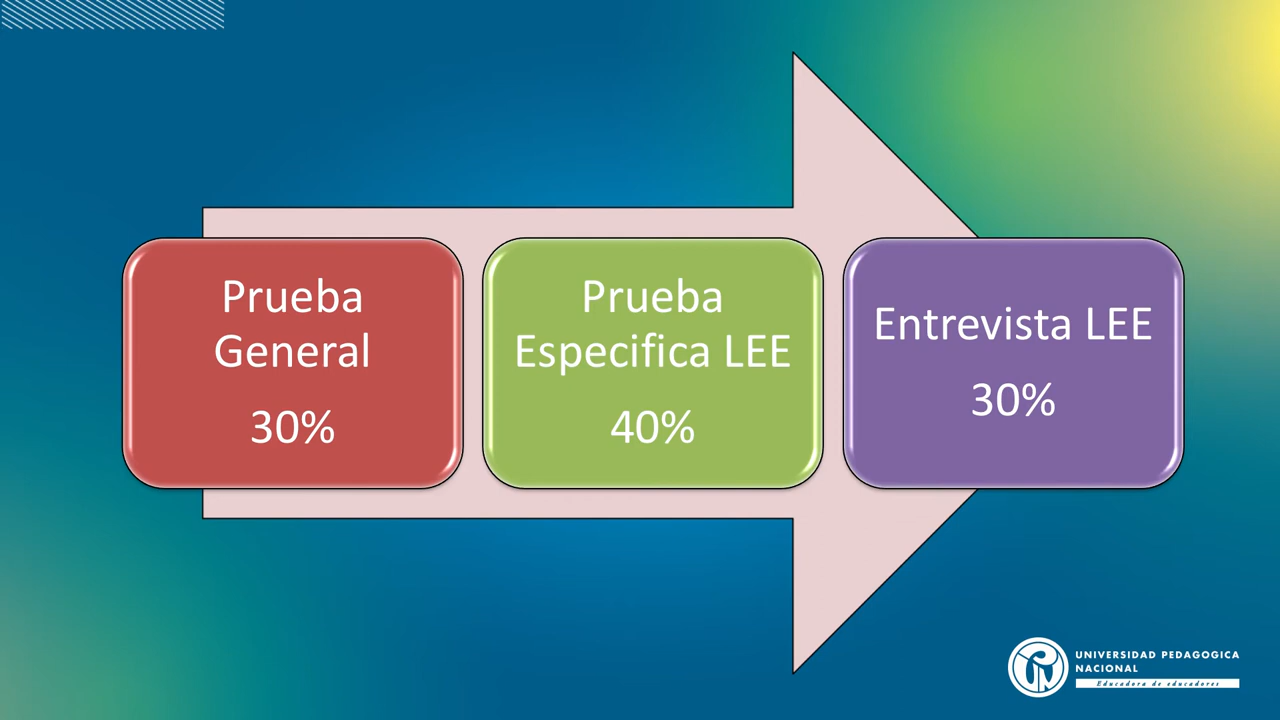 Prueba
General
30%
Prueba
Especifica LEE
40%
Entrevista LEE
30%
UNIVERSIDAD PEDAGOGICA
NACIONAL
Educadora de educadores